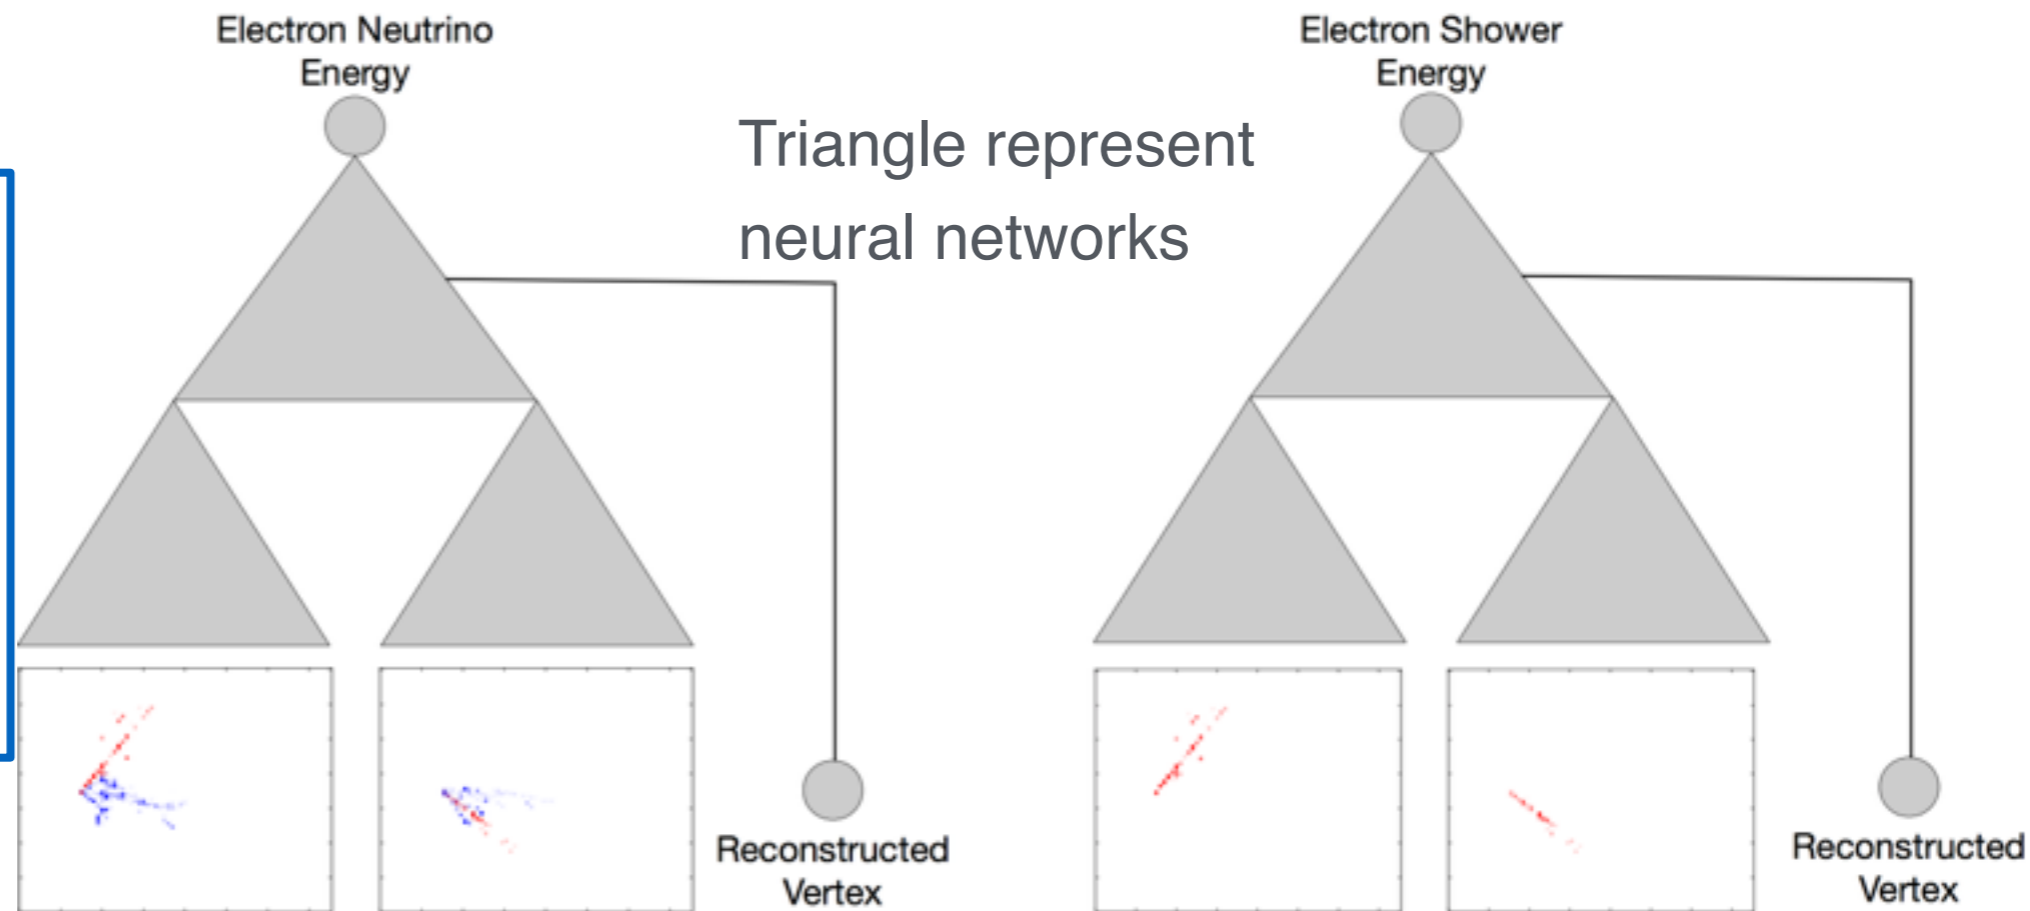 Electron Neutrino
Energy
Electron Shower
Energy
Triangle represent
neural networks
Reconstructed
Vertex
Reconstructed
Vertex